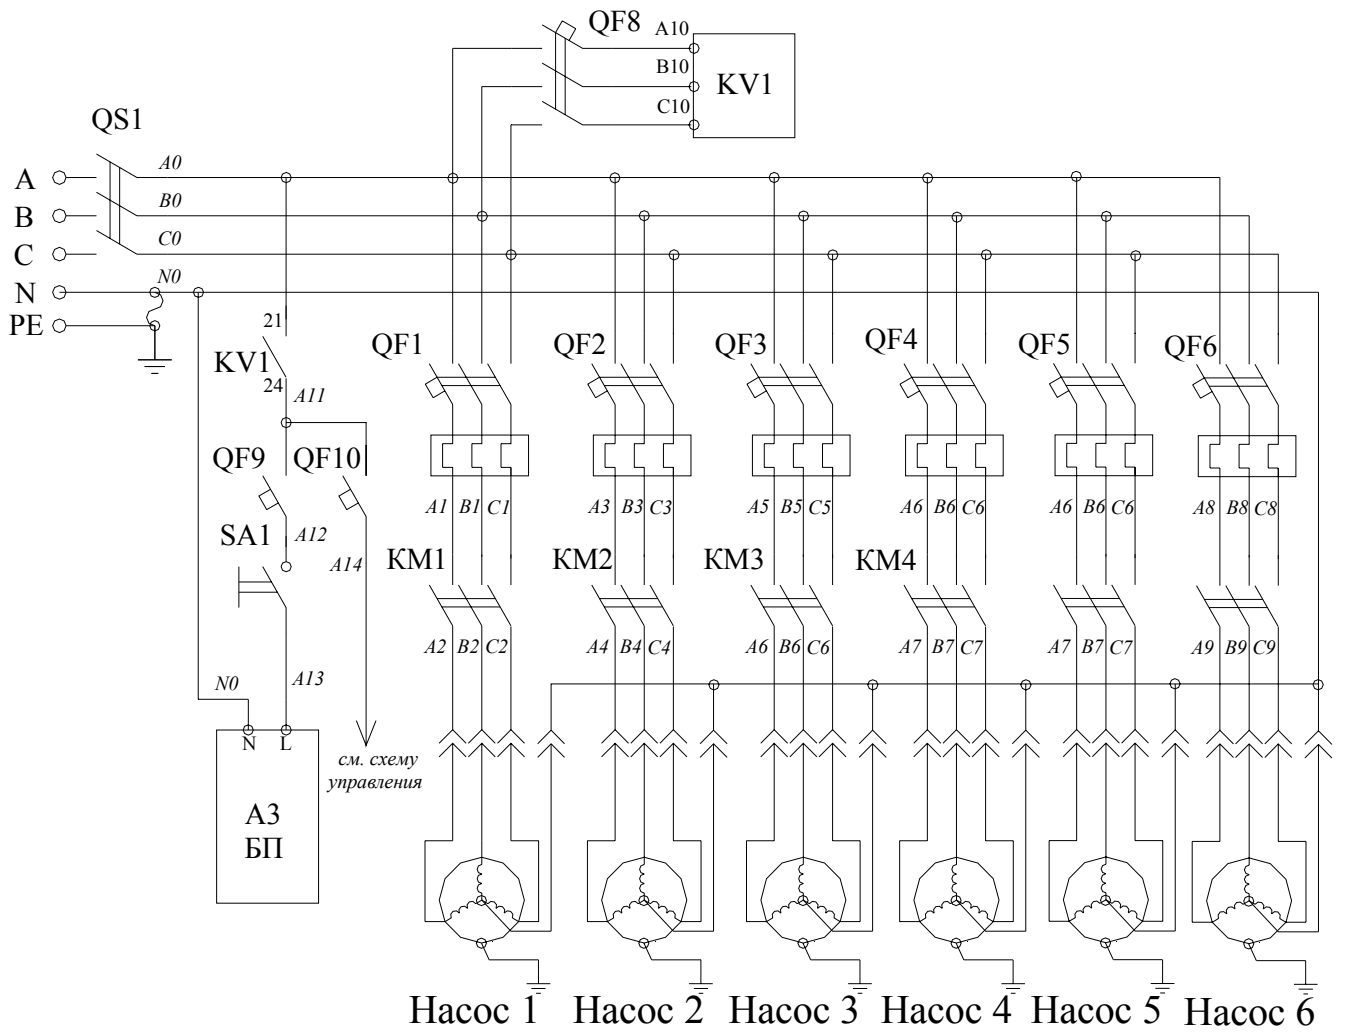 QF8
A10
B10
C10
KV1
QS1
A A0
B B0
C C0
N N0
PE
21
KV1
24
A11
QF1 QF2 QF3 QF4 QF5 QF6
QF9 QF10
A1 B1 C1 A3 B3 C3 A5 B5 C5 A6 B6 C6 A6 B6 C6 A8 B8 C8
SA1 A12
A14
КМ1 КМ2 КМ3 КМ4
A2 B2 C2 A4 B4 C4 A6 B6 C6 A7 B7 C7 A7 B7 C7 A9 B9 C9
N0 A13
N L
см. схему
управления
А3
БП
Насос 1 Насос 2 Насос 3 Насос 4 Насос 5 Насос 6